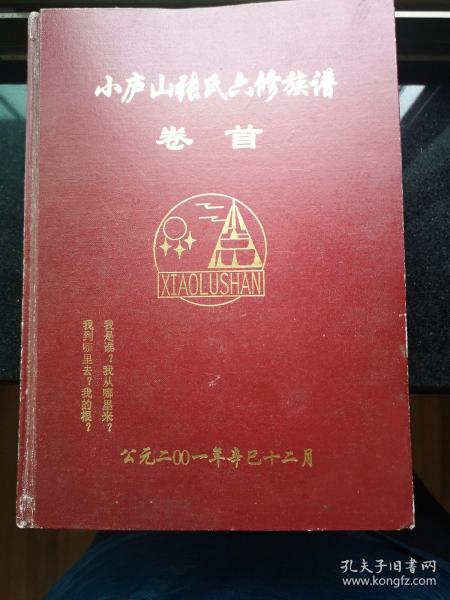 小庐山张氏六修族谱
卷首
XIAOLUSHAN
我是谁？我从哪里来？
我到哪里去？我的根？
公元二00一年辛巳十二月
孔夫子旧书网
www.kongfz.com